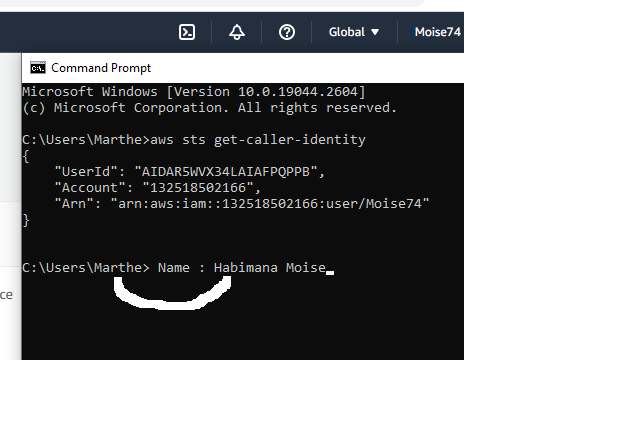 Global ▼ Moise74
Command Prompt
Microsoft Windows [Version 10.0.19044.2604]
(c) Microsoft Corporation. All rights reserved.
C:\Users\Marthe>aws sts get-caller-identity
{
    "UserId": "AIDAR5WVX34LAIAFPQPPB",
    "Account": "132518502166",
    "Arn": "arn:aws:iam::132518502166:user/Moise74"
}
C:\Users\Marthe> Name : Habimana Moise_
ce